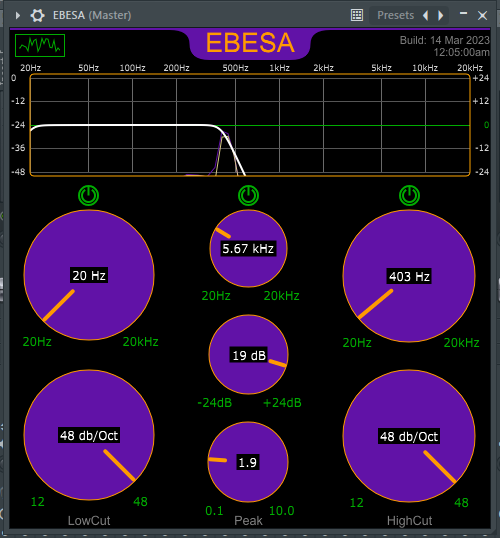 EBESA (Master)
Presets
EBESA
Build: 14 Mar 2023
12:05:00am
20Hz 50Hz 100Hz 200Hz 500Hz 1kHz 2kHz 5kHz 10kHz 20kHz
0 +24
-12 +12
-24 0
-36 -12
-48 -24
5.67 kHz
20 Hz
403 Hz
20Hz 20kHz
20Hz 20kHz
20Hz 20kHz
19 dB
-24dB +24dB
48 db/Oct
48 db/Oct
1.9
12 48
0.1 10.0
12 48
LowCut
Peak
HighCut